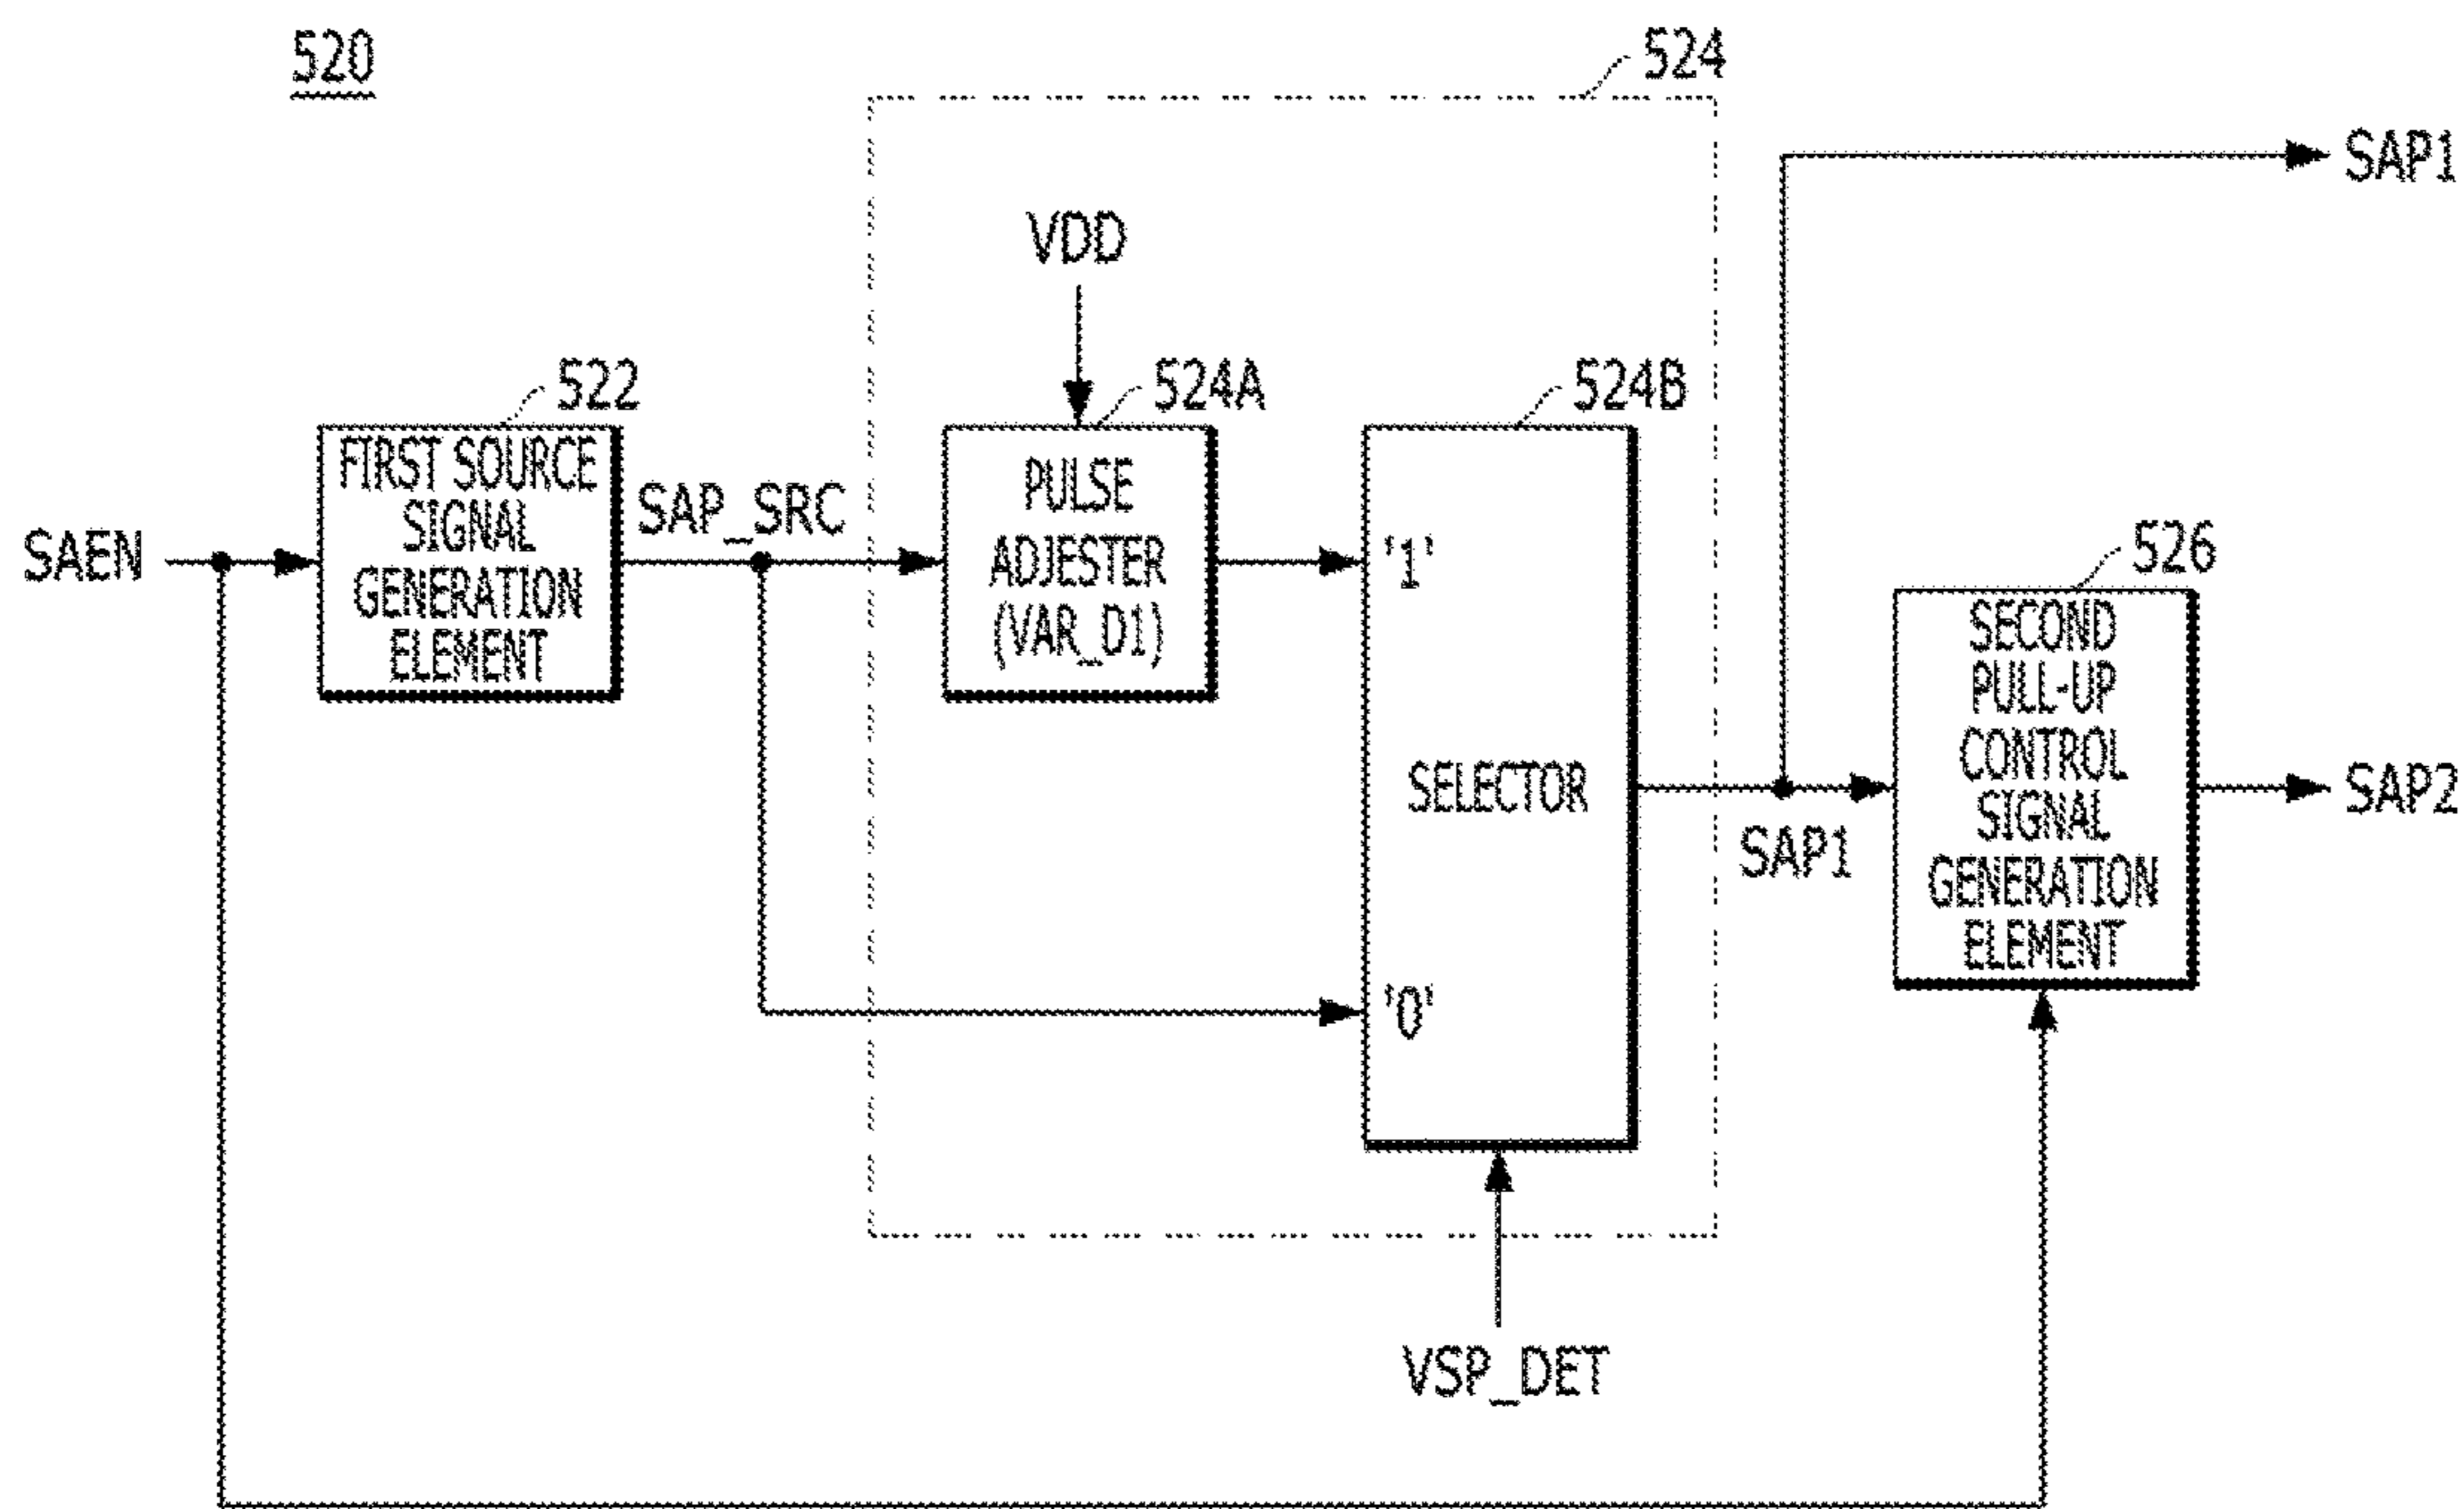 520
524
SAP1
VDD
522
524A
524B
FIRST SOURCE
SIGNAL
GENERATION
ELEMENT
SAEN
SAP_SRC
PULSE
ADJESTER
(VAR_D1)
'1'
SELECTOR
'0'
526
SECOND
PULL-UP
CONTROL
SIGNAL
GENERATION
ELEMENT
SAP1
SAP2
VSP_DET